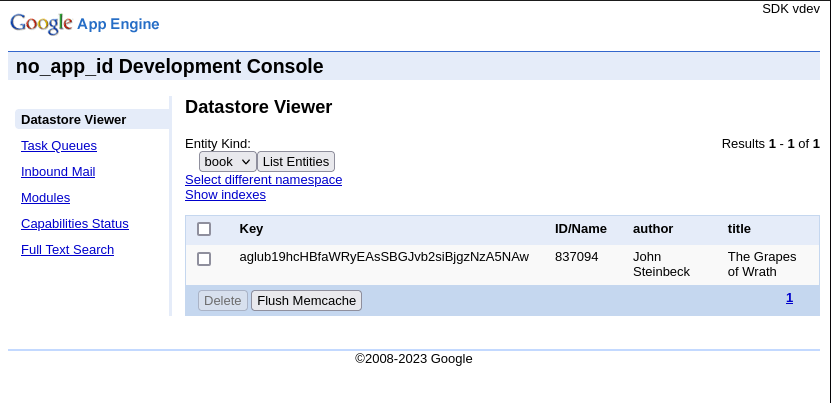 SDK vdev
Google App Engine
no_app_id Development Console
Datastore Viewer
Task Queues
Inbound Mail
Modules
Capabilities Status
Full Text Search
Datastore Viewer
Entity Kind:
Results 1 - 1 of 1
book List Entities
Select different namespace
Show indexes
Key ID/Name author title
aglub19hcHBfaWRyEAsSBGJvb2siBjgzNzA5NAw 837094 John Steinbeck The Grapes of Wrath
Delete Flush Memcache 1
©2008-2023 Google